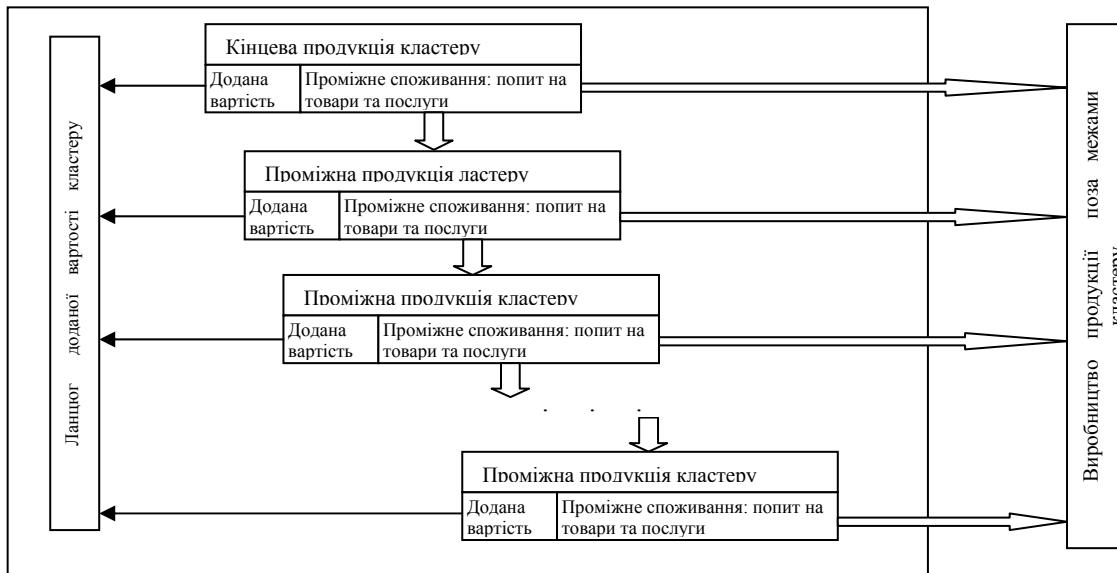 Ланцюг доданої вартості кластеру
Кінцева продукція кластеру
Додана
вартість
Проміжне споживання: попит на
товари та послуги
Проміжна продукція ластеру
Додана
вартість
Проміжне споживання: попит на
товари та послуги
Проміжна продукція кластеру
Додана
вартість
Проміжне споживання: попит на
товари та послуги
. . .
Проміжна продукція кластеру
Додана
вартість
Проміжне споживання: попит на
товари та послуги
Виробництво продукції поза межами
кластеру